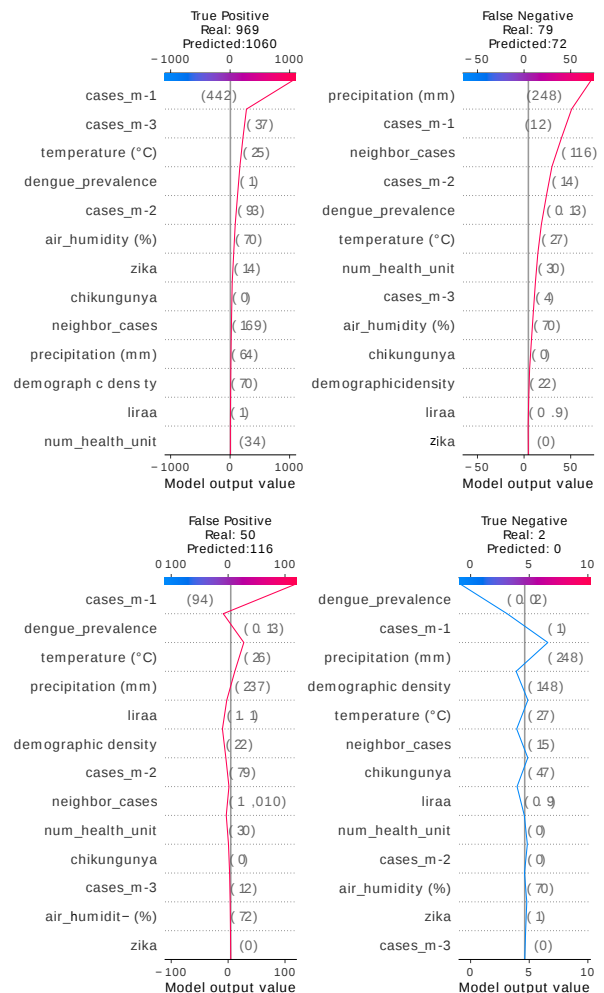 True Positive
Real: 969
Predicted:1060
−1000 0 1000
cases_m-1 (442)
cases_m-3 (37)
temperature (°C) (25)
dengue_prevalence (1)
cases_m-2 (93)
air_humidity (%) (70)
zika (14)
chikungunya (0)
neighbor_cases (169)
precipitation (mm) (64)
demograph c dens ty (70)
liraa (1)
num_health_unit (34)
−1000 0 1000
Model output value
False Negative
Real: 79
Predicted:72
−50 0 50
precipitation (mm) (248)
cases_m-1 (12)
neighbor_cases (116)
cases_m-2 (14)
dengue_prevalence (0.13)
temperature (°C) (27)
num_health_unit (30)
cases_m-3 (4)
air_humidity (%) (70)
chikungunya (0)
demographicidensity (22)
liraa (0 .9)
zika (0)
−50 0 50
Model output value
False Positive
Real: 50
Predicted:116
0 100 0 100
cases_m-1 (94)
dengue_prevalence (0.13)
temperature (°C) (26)
precipitation (mm) (237)
liraa (1.1)
demographic density (22)
cases_m-2 (79)
neighbor_cases (1 ,010)
num_health_unit (30)
chikungunya (0)
cases_m-3 (12)
air_humidit− (%) (72)
zika (0)
0 100 0 100
Model output value
True Negative
Real: 2
Predicted: 0
0 5 10
dengue_prevalence (0.02)
cases_m-1 (1)
precipitation (mm) (248)
demographic density (148)
temperature (°C) (27)
neighbor_cases (15)
chikungunya (47)
liraa (0.9)
num_health_unit (0)
cases_m-2 (0)
air_humidity (%) (70)
zika (1)
cases_m-3 (0)
0 5 10
Model output value